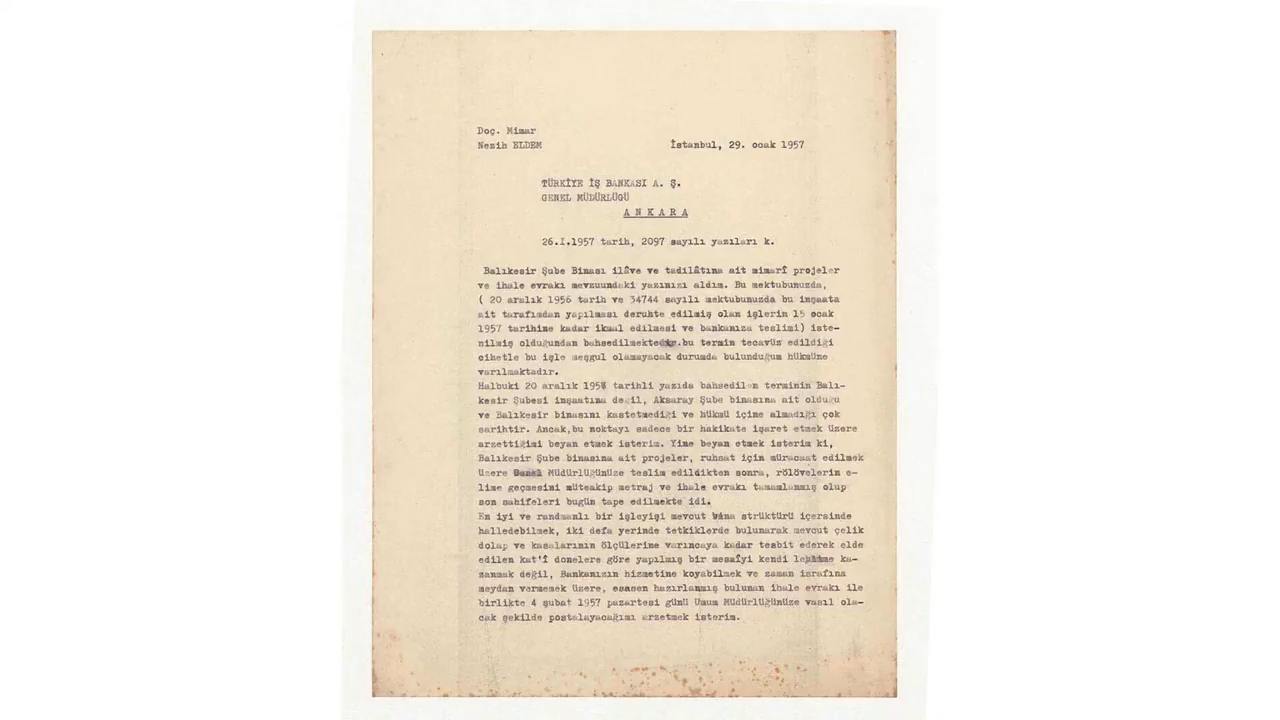 Doç. Mimar
Nezih ELDEM
İstanbul, 29. ocak 1957
TÜRKİYE İŞ BANKASI A. Ş.
GENEL MÜDÜRLÜĞÜ
A N K A R A
26.I.1957 tarih, 2097 sayılı yazıları k.
Balıkesir Şube Binası ilâve ve tadilâtına ait mimarî projeler
ve ihale evrakı mevzuundaki yazınızı aldım. Bu mektubunuzda,
( 20 aralık 1956 tarih ve 34744 sayılı mektubunuzda bu inşaata
ait tarafımdan yapılması deruhte edilmiş olan işlerin 15 ocak
1957 tarihine kadar ikmal edilmesi ve bankanıza teslimi) iste-
nilmiş olduğundan bahsedilmektedir.bu termin tecavüz edildiği
cihetle bu işle meşgul olamayacak durumda bulunduğum hükmüne
varılmaktadır.
Halbuki 20 aralık tarihli yazıda bahsedilen terminin Balı-
kesir Şubesi inşaatına değil, Aksaray Şube binasına ait olduğu
ve Balıkesir binasını kastetmediği ve hükmü içine almadığı çok
sarihtir. Ancak,bu noktayı sadece bir hakikate işaret etmek üzere
arzettiğimi beyan etmek isterim. Yine beyan etmek isterim ki,
Balıkesir Şube binasına ait projeler, ruhsat için müracaat edilmek
üzere Genel Müdürlüğünüze teslim edildikten sonra, rölövelerin e-
lime geçmesini müteakip metraj ve ihale evrakı tamamlanmış olup
son sahifeleri bugün tape edilmekte idi.
En iyi ve randmanlı bir işleyişi mevcut bina strüktürü içersinde
halledebilmek, iki defa yerinde tetkiklerde bulunarak mevcut çelik
dolap ve kasalarının ölçülerine varıncaya kadar tesbit ederek elde
edilen kat'î donelere göre yapılmış bir mesaîyi kendi ka-
zanmak değil, Bankanızın hizmetine koyabilmek ve zaman israfına
meydan vermemek üzere, esasen hazırlanmış bulunan ihale evrakı ile
birlikte 4 şubat 1957 pazartesi günü Umum Müdürlüğünüze vasıl ola-
cak şekilde postalayacağımı arzetmek isterim.